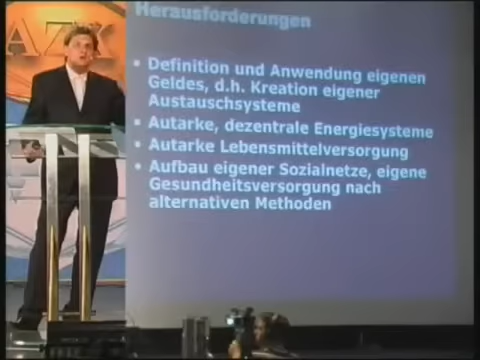 AZK
Herausforderungen
• Definition und Anwendung eigenen
Geldes, d.h. Kreation eigener
Austauschsysteme
• Autarke, dezentrale Energiesysteme
• Autarke Lebensmittelversorgung
• Aufbau eigener Sozialnetze, eigene
Gesundheitsversorgung nach
alternativen Methoden